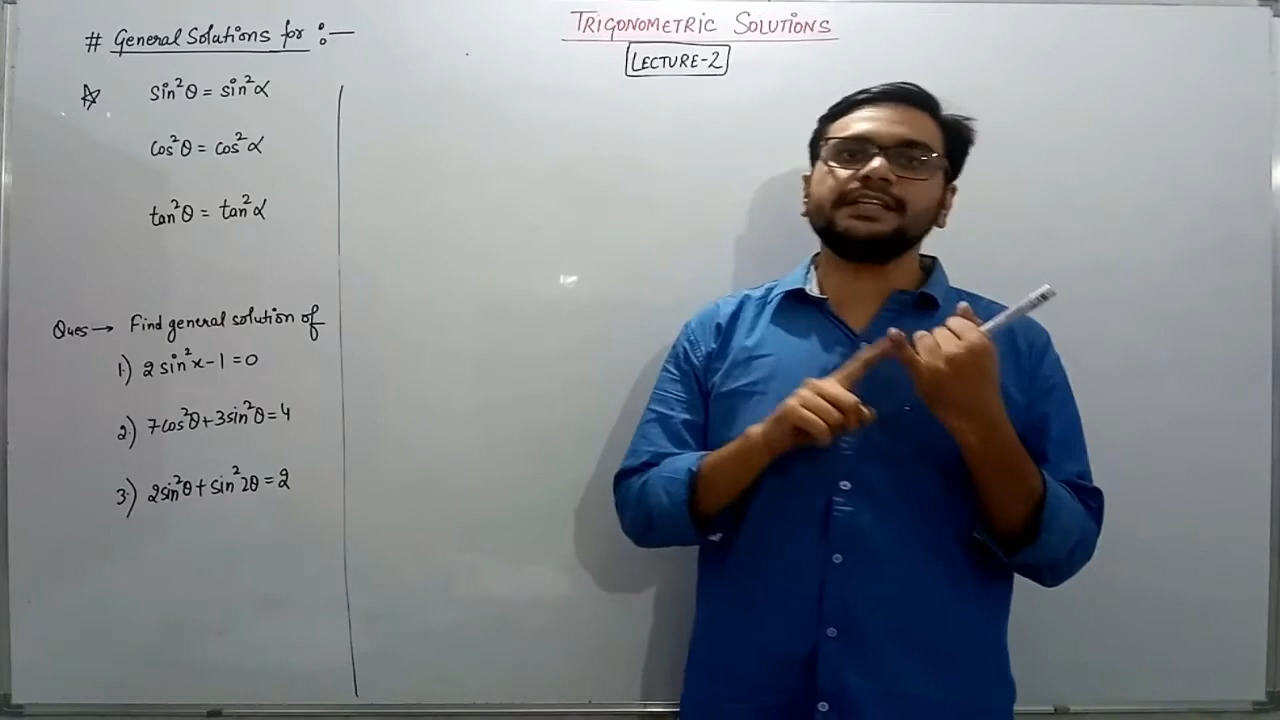 TRIGONOMETRIC SOLUTIONS
LECTURE-2
# General Solutions for :—
☆ sin²θ = sin²α
cos²θ = cos²α
tan²θ = tan²α
Ques → Find general solution of
1.) 2 sin²x - 1 = 0
2.) 7cos²θ + 3sin²θ = 4
3.) 2sin²θ + sin²2θ = 2